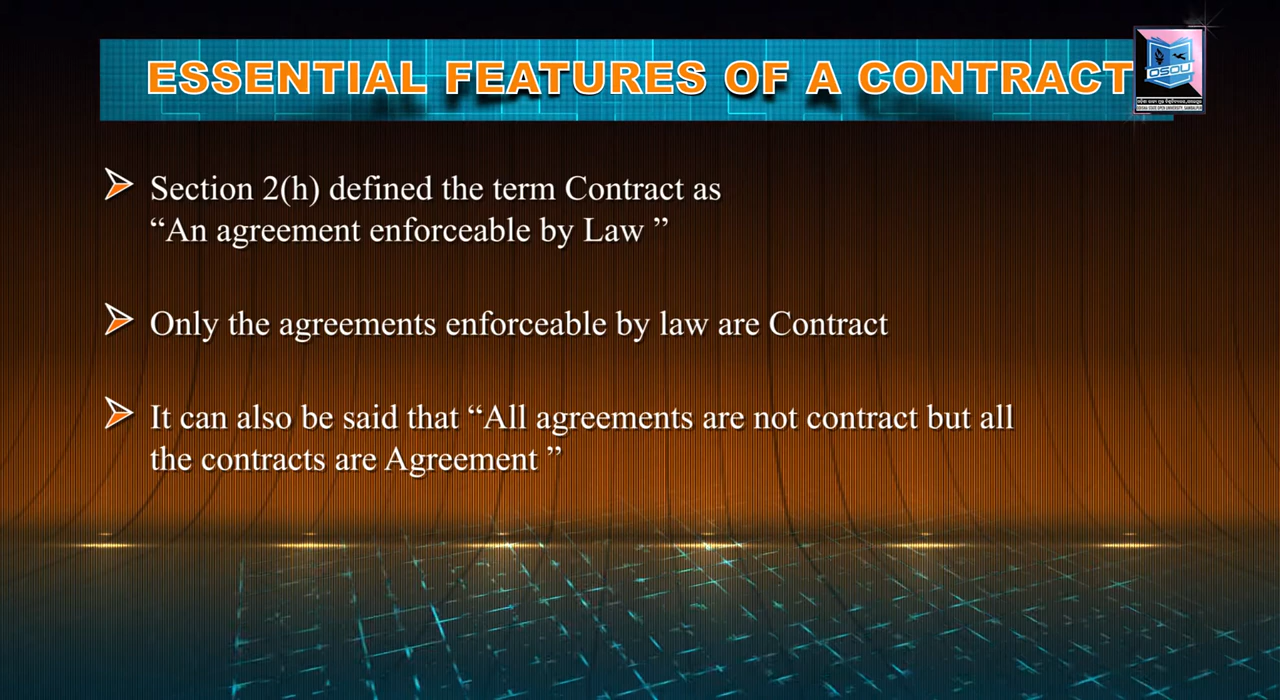 ESSENTIAL FEATURES OF A CONTRACT
OSOU
Section 2(h) defined the term Contract as
“An agreement enforceable by Law ”
Only the agreements enforceable by law are Contract
It can also be said that “All agreements are not contract but all
the contracts are Agreement ”